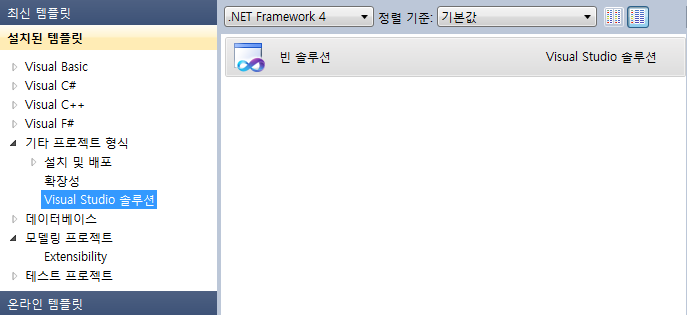 최신 템플릿
설치된 템플릿
Visual Basic
Visual C#
Visual C++
Visual F#
기타 프로젝트 형식
설치 및 배포
확장성
Visual Studio 솔루션
데이터베이스
모델링 프로젝트
Extensibility
테스트 프로젝트
온라인 템플릿
.NET Framework 4 정렬 기준: 기본값
빈 솔루션 Visual Studio 솔루션